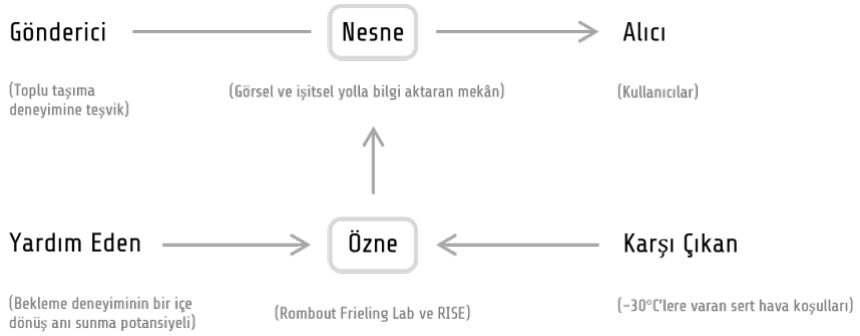 Gönderici
Nesne
Alıcı
(Toplu taşıma
deneyimine teşvik)
(Görsel ve işitsel yolla bilgi aktaran mekân)
(Kullanıcılar)
Yardım Eden
Özne
Karşı Çıkan
(Bekleme deneyiminin bir içe
dönüş anı sunma potansiyeli)
(Rombout Frieling Lab ve RISE)
(-30°C'lere varan sert hava koşulları)